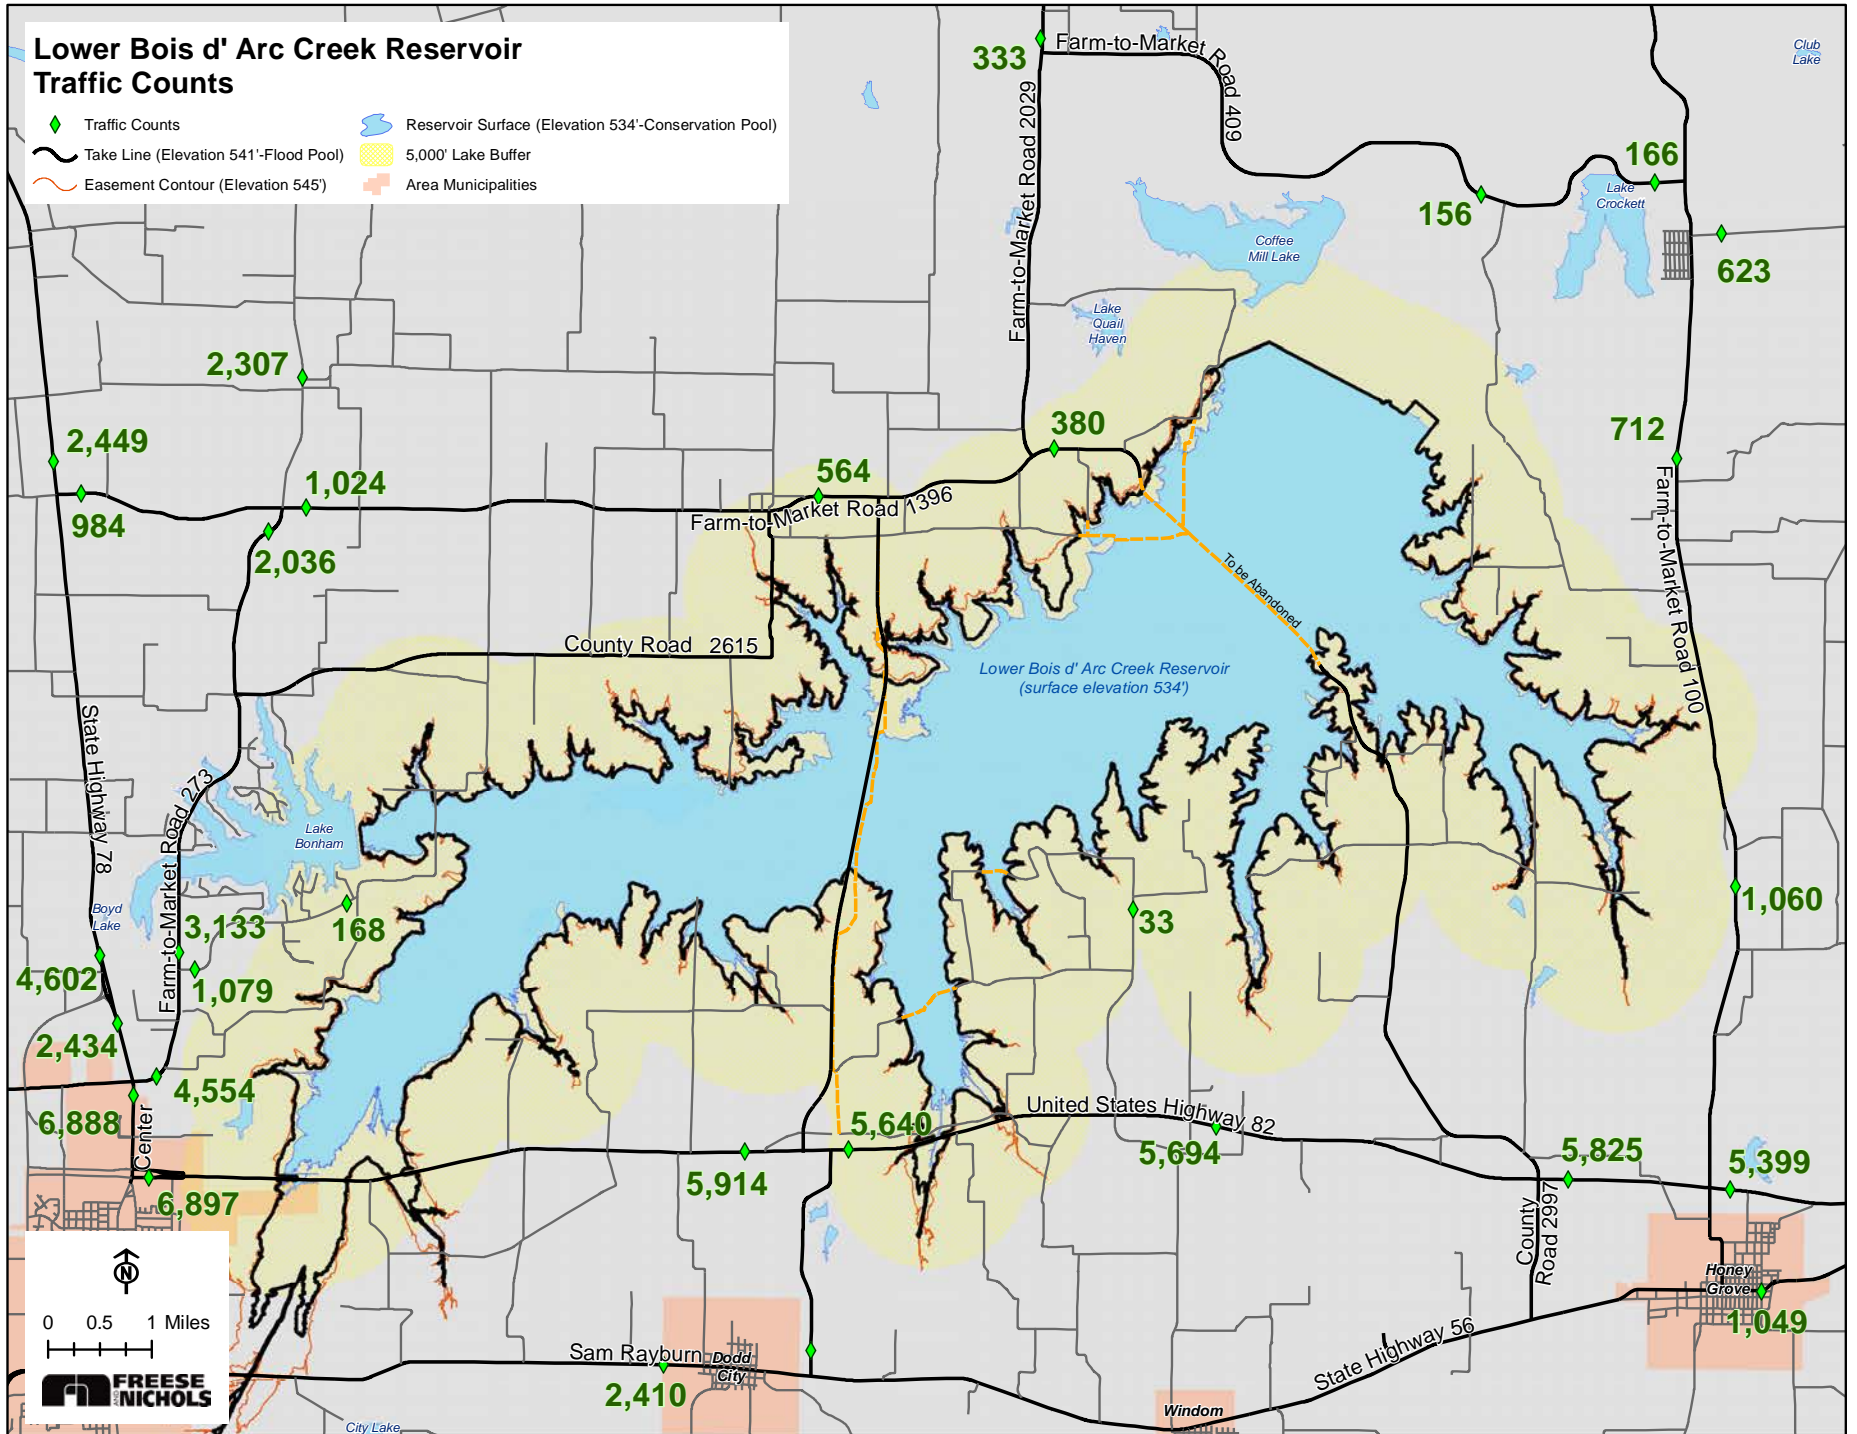 Lower Bois d' Arc Creek Reservoir
Traffic Counts
Traffic Counts
Take Line (Elevation 541'-Flood Pool)
Easement Contour (Elevation 545')
Reservoir Surface (Elevation 534'-Conservation Pool)
5,000' Lake Buffer
Area Municipalities
333
Farm-to-Market Road 409
Club
Lake
Farm-to-Market Road 2029
166
Lake
Crockett
156
623
Coffee
Mill Lake
Lake
Quail
Haven
2,307
2,449
380
712
984
1,024
564
Farm-to-Market Road 1396
2,036
To be Abandoned
Farm-to-Market Road 100
County Road 2615
Lower Bois d' Arc Creek Reservoir
(surface elevation 534')
State Highway 78
Farm-to-Market Road 273
Lake
Bonham
Boyd
Lake
3,133
168
33
1,060
4,602
1,079
2,434
4,554
6,888
Center
United States Highway 82
5,640
5,694
5,914
5,825
5,399
6,897
County
Road 2997
N
0 0.5 1 Miles
FREESE
AND
NICHOLS
Honey
Grove
1,049
Sam Rayburn
Dodd
City
2,410
State Highway 56
Windom
City Lake